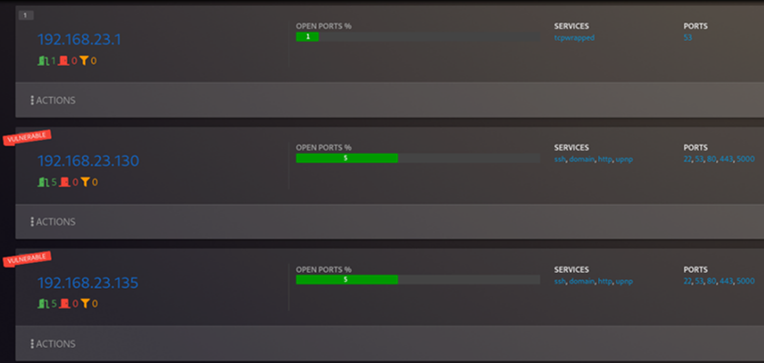 1
192.168.23.1
OPEN PORTS %
SERVICES
PORTS
1
tcpwrapped
53
1 0 0
ACTIONS
VULNERABLE
192.168.23.130
OPEN PORTS %
SERVICES
PORTS
5
ssh, domain, http, upnp
22, 53, 80, 443, 5000
5 0 0
ACTIONS
VULNERABLE
192.168.23.135
OPEN PORTS %
SERVICES
PORTS
5
ssh, domain, http, upnp
22, 53, 80, 443, 5000
5 0 0
ACTIONS